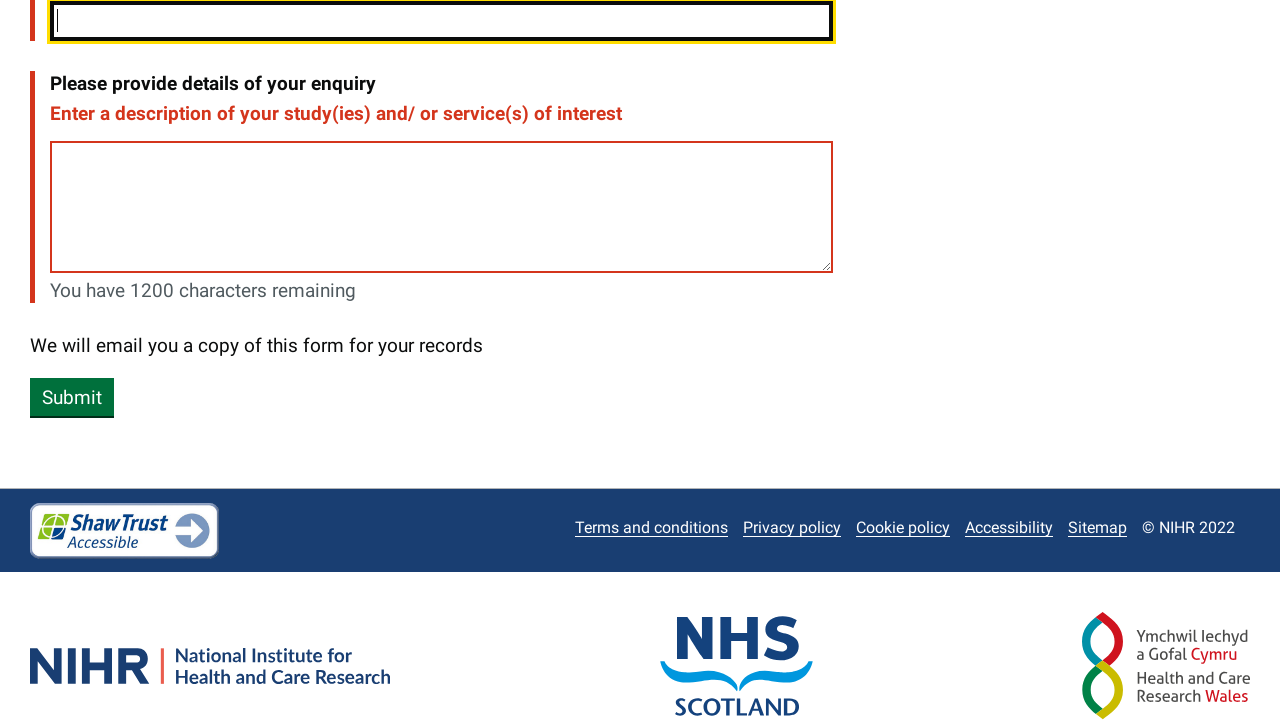 Please provide details of your enquiry
Enter a description of your study(ies) and/ or service(s) of interest
You have 1200 characters remaining
We will email you a copy of this form for your records
Submit
Shaw Trust
Accessible
Terms and conditions Privacy policy Cookie policy Accessibility Sitemap © NIHR 2022
NIHR | National Institute for
Health and Care Research
NHS
SCOTLAND
Ymchwil Iechyd
a Gofal Cymru
Health and Care
Research Wales